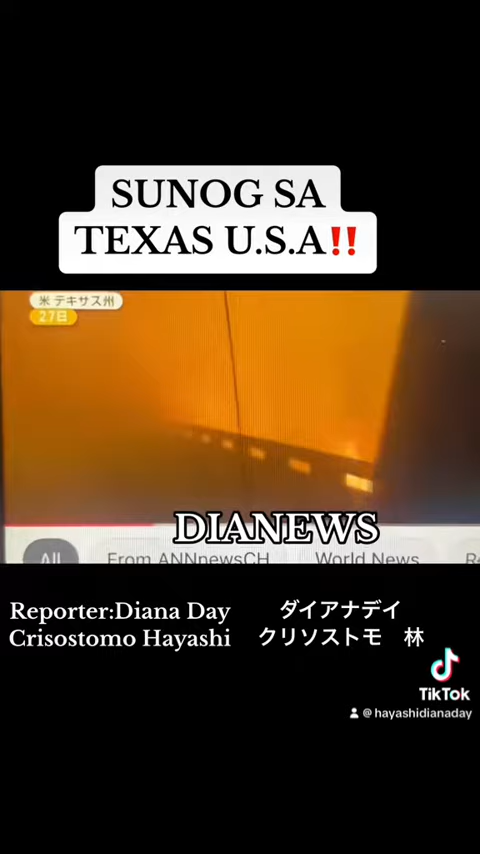 SUNOG SA
TEXAS U.S.A‼️
米 テキサス州
27日
DIANEWS
All
From ANNnewsCH
World News
Reporter:Diana Day
Crisostomo Hayashi
ダイアナデイ
クリソストモ　林
TikTok
@hayashidianaday